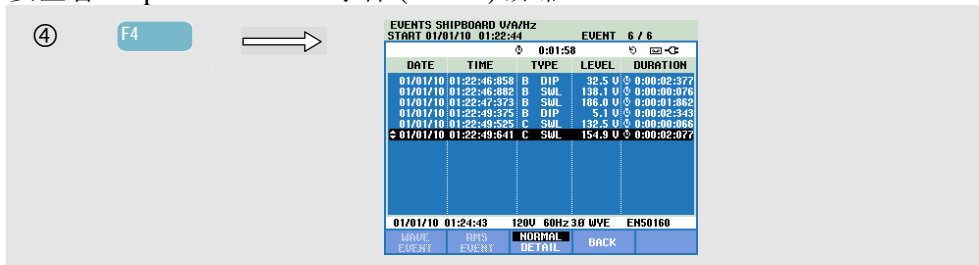 ④ F4
EVENTS SHIPBOARD V/A/Hz
START 01/01/10 01:22:44 EVENT 6 / 6
0:01:58
DATE TIME TYPE LEVEL DURATION
01/01/10 01:22:46:858 B DIP 32.5 V 0:00:02:377
01/01/10 01:22:46:882 B SWL 138.1 V 0:00:00:076
01/01/10 01:22:47:373 B SWL 186.0 V 0:00:01:862
01/01/10 01:22:49:375 B DIP 5.1 V 0:00:02:343
01/01/10 01:22:49:525 C SWL 132.5 V 0:00:00:066
01/01/10 01:22:49:641 C SWL 154.9 V 0:00:02:077
01/01/10 01:24:43 120V 60Hz 3Ø WYE EN50160
WAVE EVENT RMS EVENT NORMAL DETAIL BACK